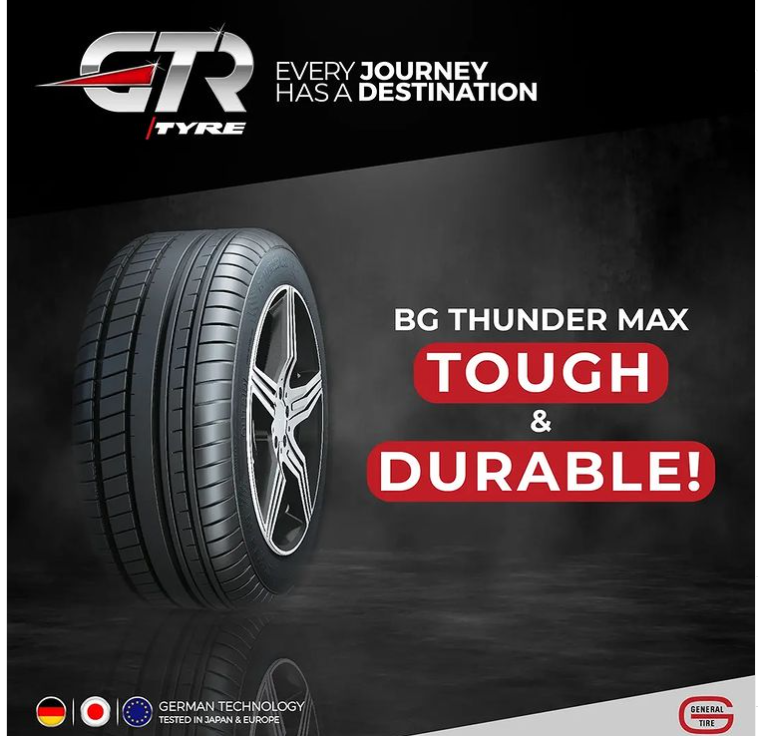 GTR
TYRE
EVERY JOURNEY
HAS A DESTINATION
BG THUNDER MAX
TOUGH
&
DURABLE!
GERMAN TECHNOLOGY
TESTED IN JAPAN & EUROPE
GENERAL
TIRE